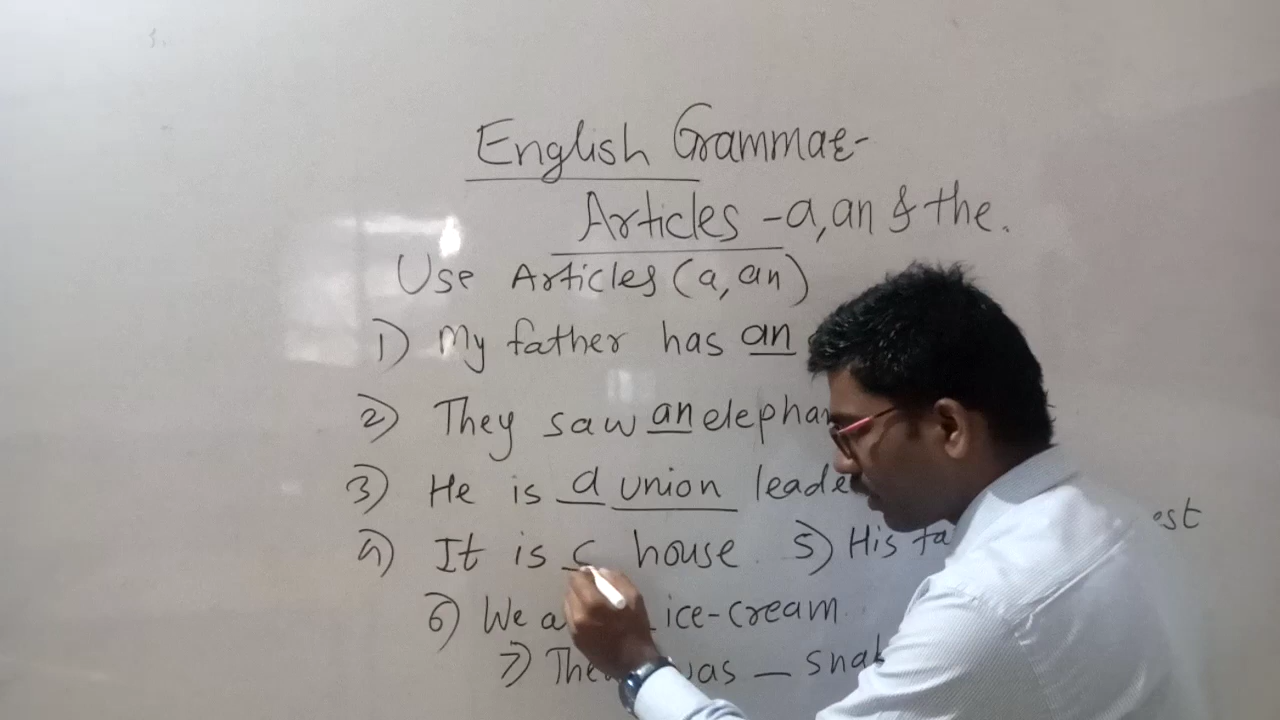 English Grammar
Articles - a, an & the.
Use Articles (a, an)
1) My father has an
2) They saw an elephan
3) He is a union leade
4) It is house. 5) His fa
6) We a ice-cream.
7) was _ snak